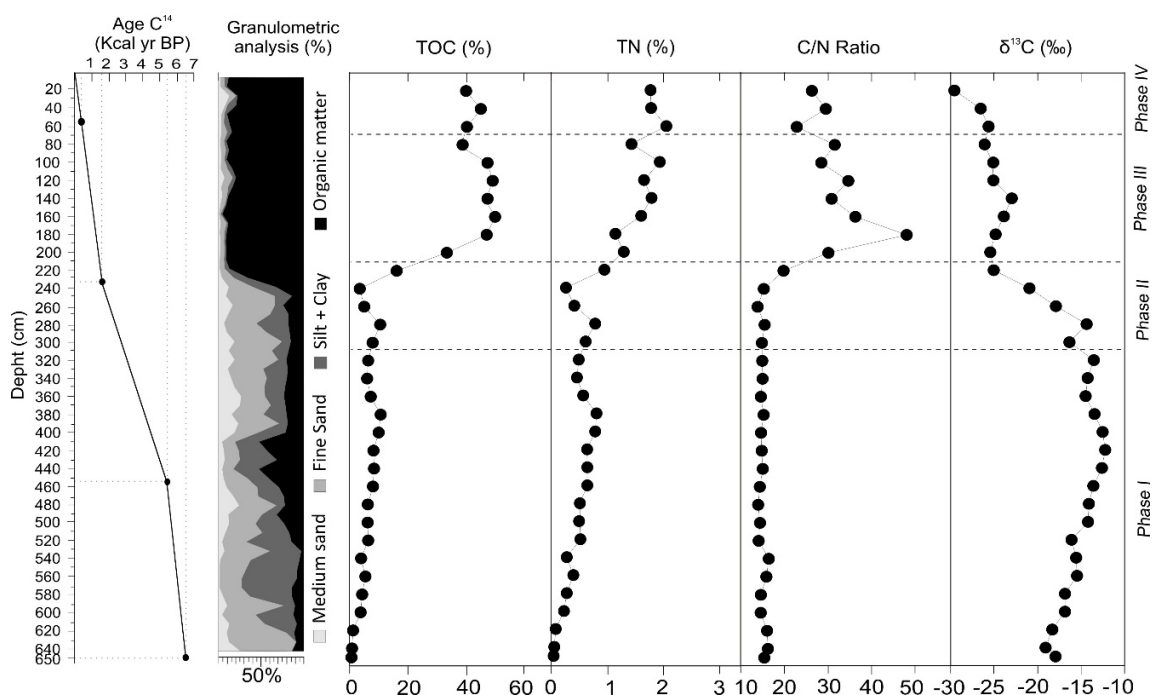 Age C¹⁴
(Kcal yr BP)
Granulometric
analysis (%)
TOC (%)
TN (%)
C/N Ratio
δ¹³C (‰)
1 2 3 4 5 6 7
Depht (cm)
20
40
60
80
100
120
140
160
180
200
220
240
260
280
300
320
340
360
380
400
420
440
460
480
500
520
540
560
580
600
620
640
650
50%
Medium sand
Fine Sand
Silt + Clay
Organic matter
0 20 40 60
0 1 2 3
10 20 30 40 50
-30 -25 -20 -15 -10
Phase IV
Phase III
Phase II
Phase I